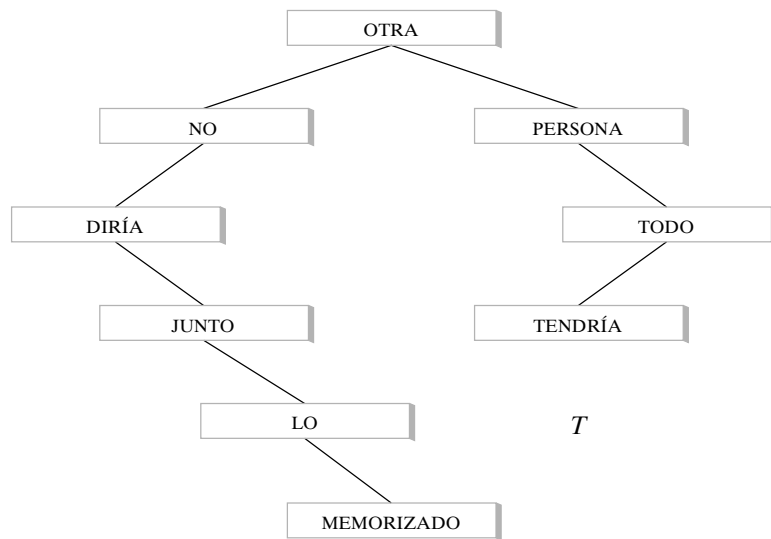 OTRA
NO PERSONA
DIRÍA TODO
JUNTO TENDRÍA
LO T
MEMORIZADO